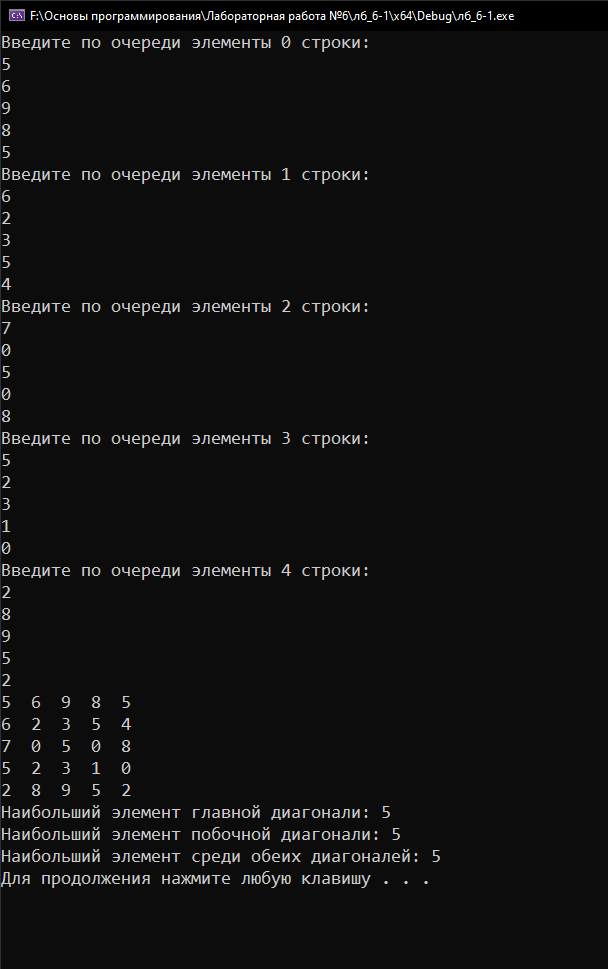 F:\Основы программирования\Лабораторная работа №6\лб_6-1\x64\Debug\лб_6-1.exe
Введите по очереди элементы 0 строки:
5
6
9
8
5
Введите по очереди элементы 1 строки:
6
2
3
5
4
Введите по очереди элементы 2 строки:
7
0
5
0
8
Введите по очереди элементы 3 строки:
5
2
3
1
0
Введите по очереди элементы 4 строки:
2
8
9
5
2
5  6  9  8  5
6  2  3  5  4
7  0  5  0  8
5  2  3  1  0
2  8  9  5  2
Наибольший элемент главной диагонали: 5
Наибольший элемент побочной диагонали: 5
Наибольший элемент среди обеих диагоналей: 5
Для продолжения нажмите любую клавишу . . .